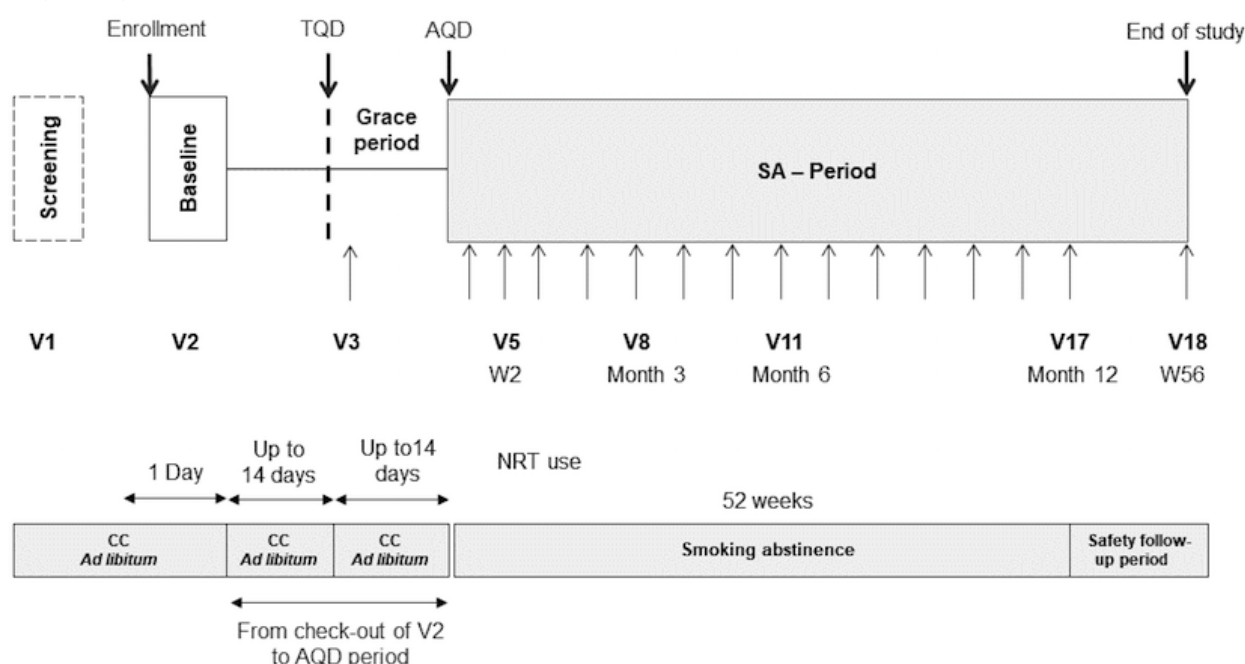 Enrollment
TQD
AQD
End of study
Screening
Baseline
Grace
period
SA – Period
V1
V2
V3
V5
W2
V8
Month 3
V11
Month 6
V17
Month 12
V18
W56
1 Day
Up to
14 days
Up to14
days
NRT use
52 weeks
CC
Ad libitum
CC
Ad libitum
CC
Ad libitum
Smoking abstinence
Safety follow-
up period
From check-out of V2
to AQD period